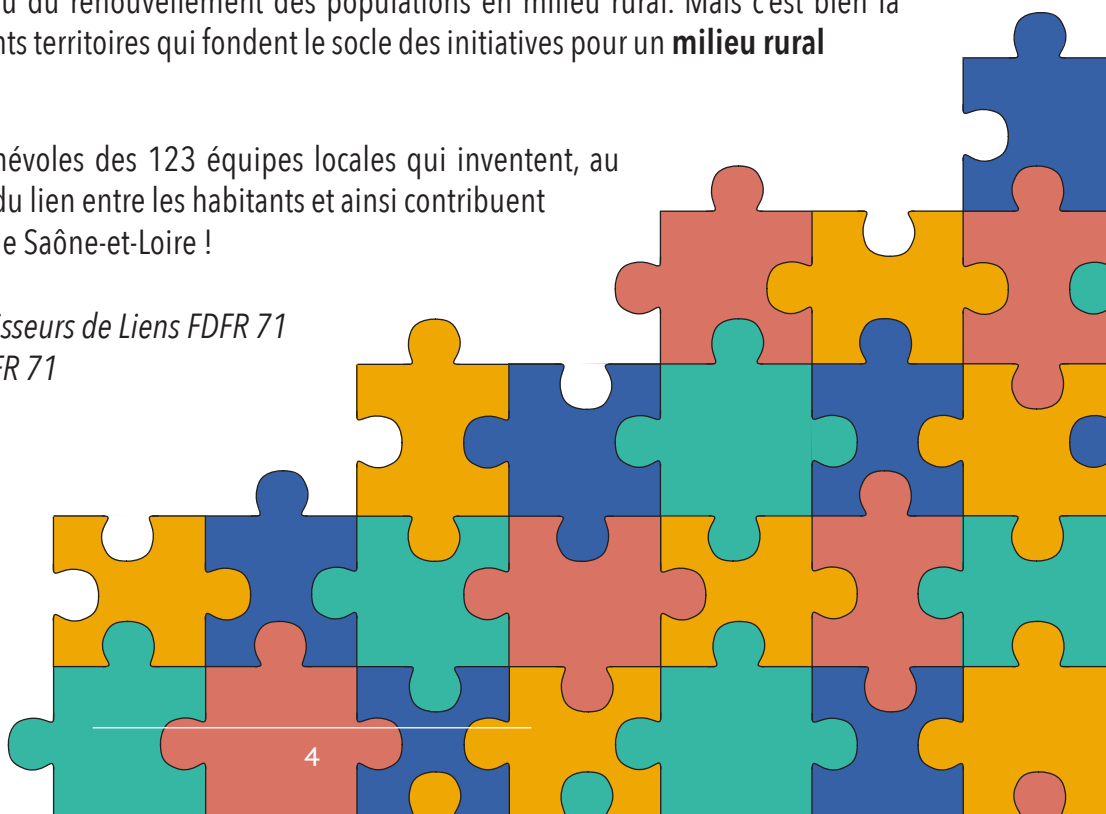 du renouvellement des populations en milieu rural. Mais c'est bien la
nts territoires qui fondent le socle des initiatives pour un milieu rural
névoles des 123 équipes locales qui inventent, au
du lien entre les habitants et ainsi contribuent
e Saône-et-Loire !
isseurs de Liens FDFR 71
FR 71
4